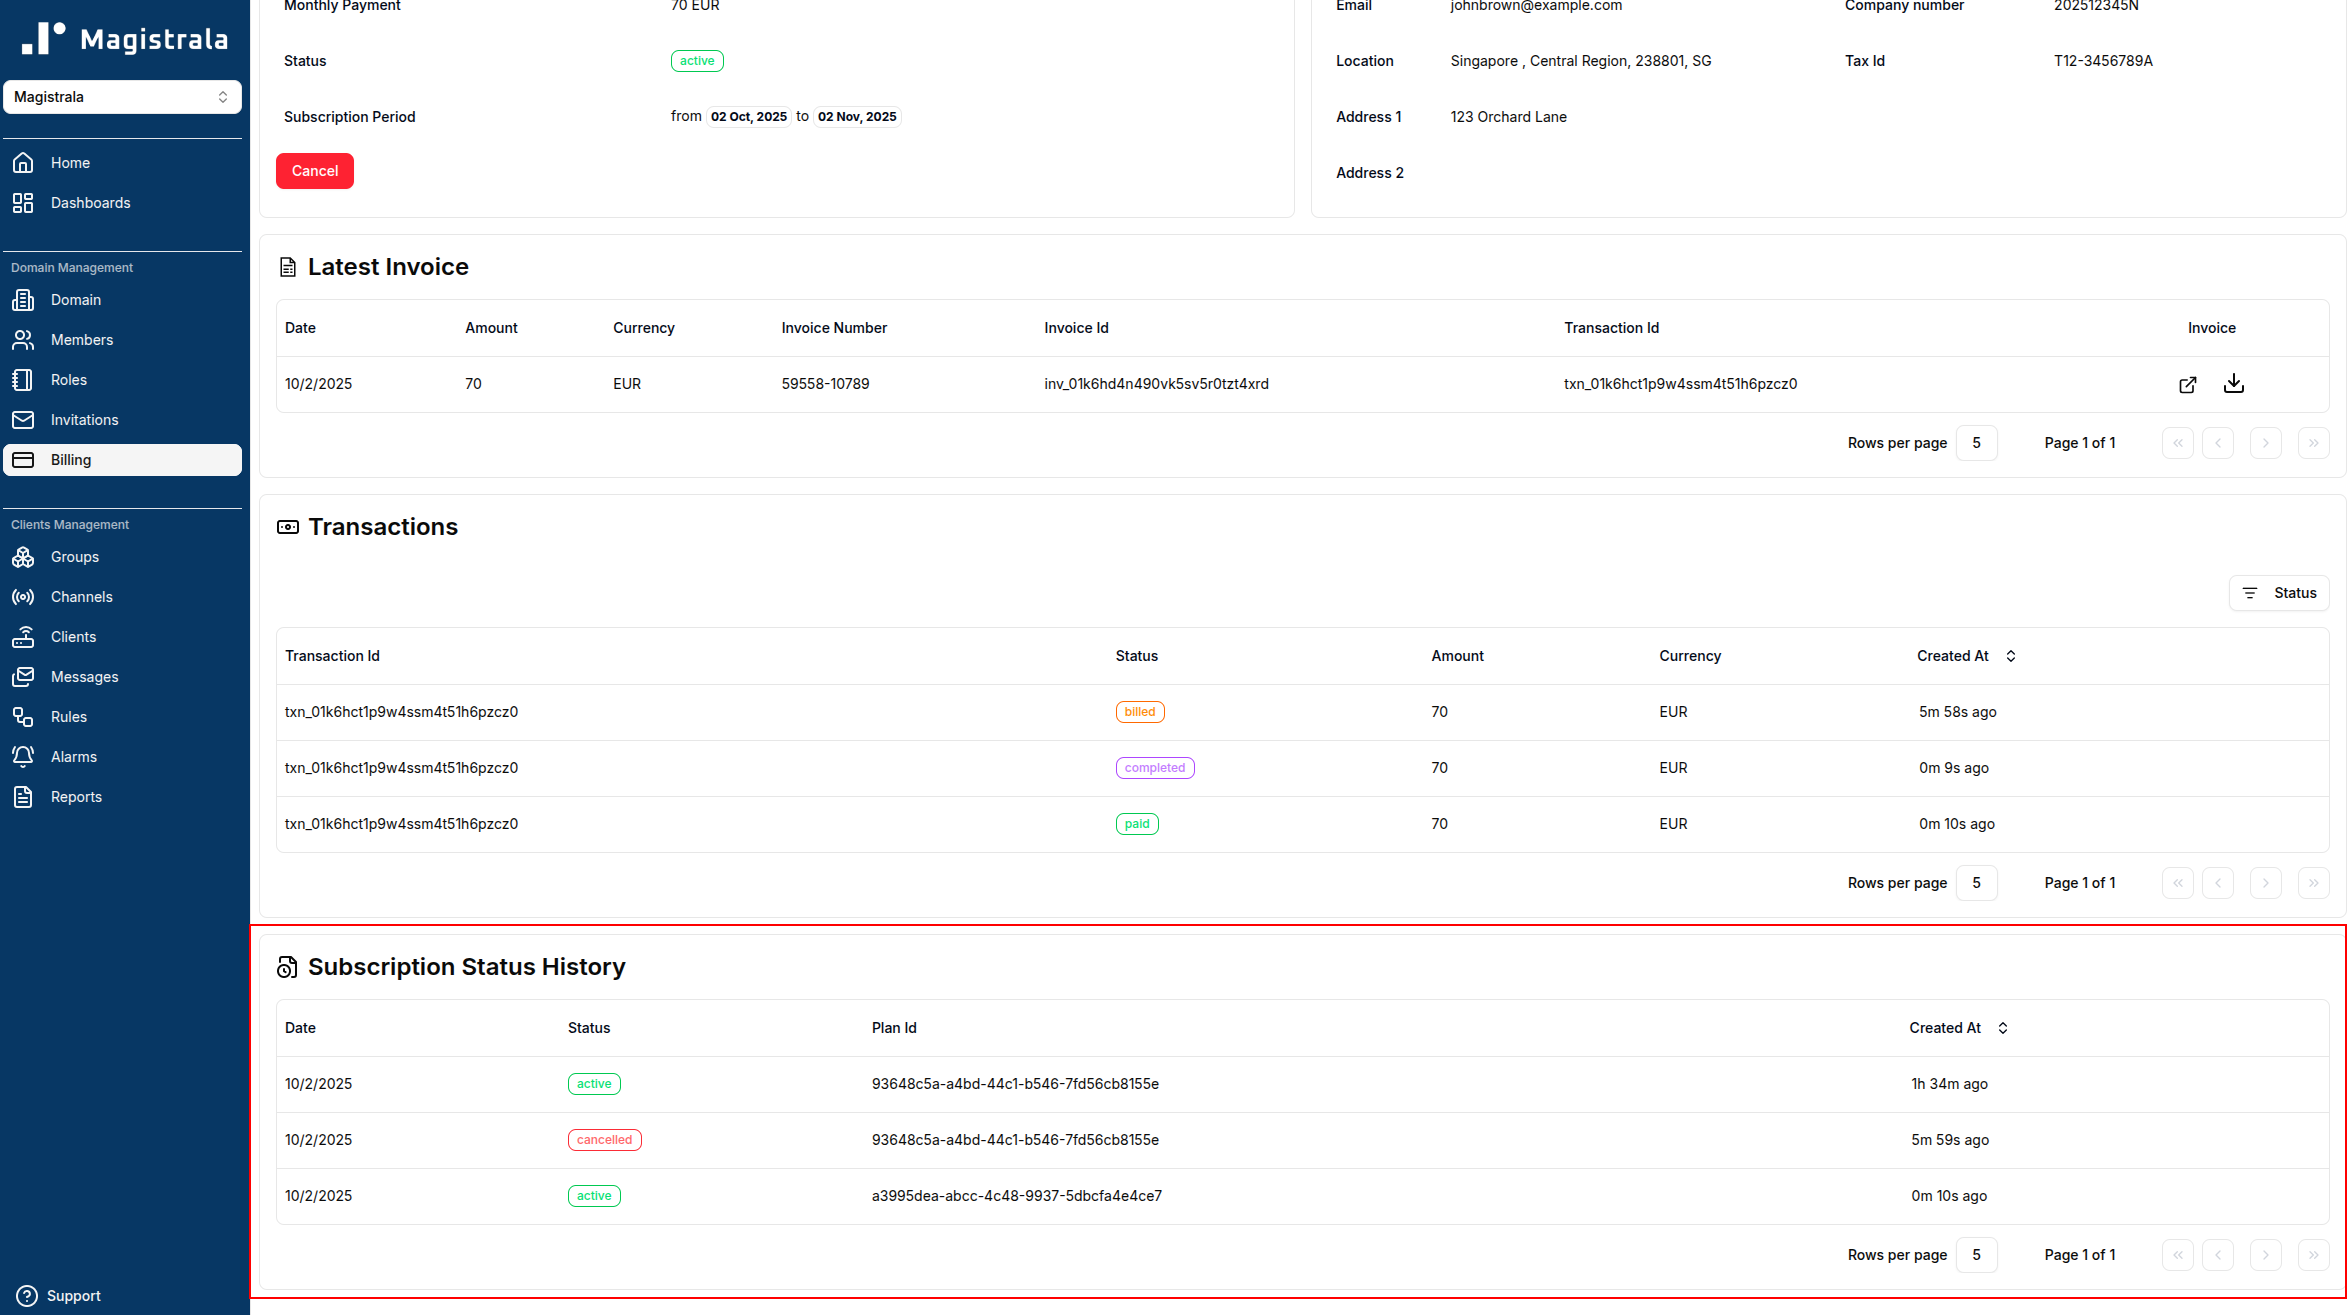 Magistrala
Magistrala
Home
Dashboards
Domain Management
Domain
Members
Roles
Invitations
Billing
Clients Management
Groups
Channels
Clients
Messages
Rules
Alarms
Reports
Support
Monthly Payment 70 EUR
Status active
Subscription Period from 02 Oct, 2025 to 02 Nov, 2025
Cancel
Email johnbrown@example.com Company number 202512345N
Location Singapore , Central Region, 238801, SG Tax Id T12-3456789A
Address 1 123 Orchard Lane
Address 2
Latest Invoice
Date Amount Currency Invoice Number Invoice Id Transaction Id Invoice
10/2/2025 70 EUR 59558-10789 inv_01k6hd4n490vk5sv5r0tzt4xrd txn_01k6hct1p9w4ssm4t51h6pzcz0
Rows per page 5 Page 1 of 1
Transactions
Status
Transaction Id Status Amount Currency Created At
txn_01k6hct1p9w4ssm4t51h6pzcz0 billed 70 EUR 5m 58s ago
txn_01k6hct1p9w4ssm4t51h6pzcz0 completed 70 EUR 0m 9s ago
txn_01k6hct1p9w4ssm4t51h6pzcz0 paid 70 EUR 0m 10s ago
Rows per page 5 Page 1 of 1
Subscription Status History
Date Status Plan Id Created At
10/2/2025 active 93648c5a-a4bd-44c1-b546-7fd56cb8155e 1h 34m ago
10/2/2025 cancelled 93648c5a-a4bd-44c1-b546-7fd56cb8155e 5m 59s ago
10/2/2025 active a3995dea-abcc-4c48-9937-5dbcfa4e4ce7 0m 10s ago
Rows per page 5 Page 1 of 1